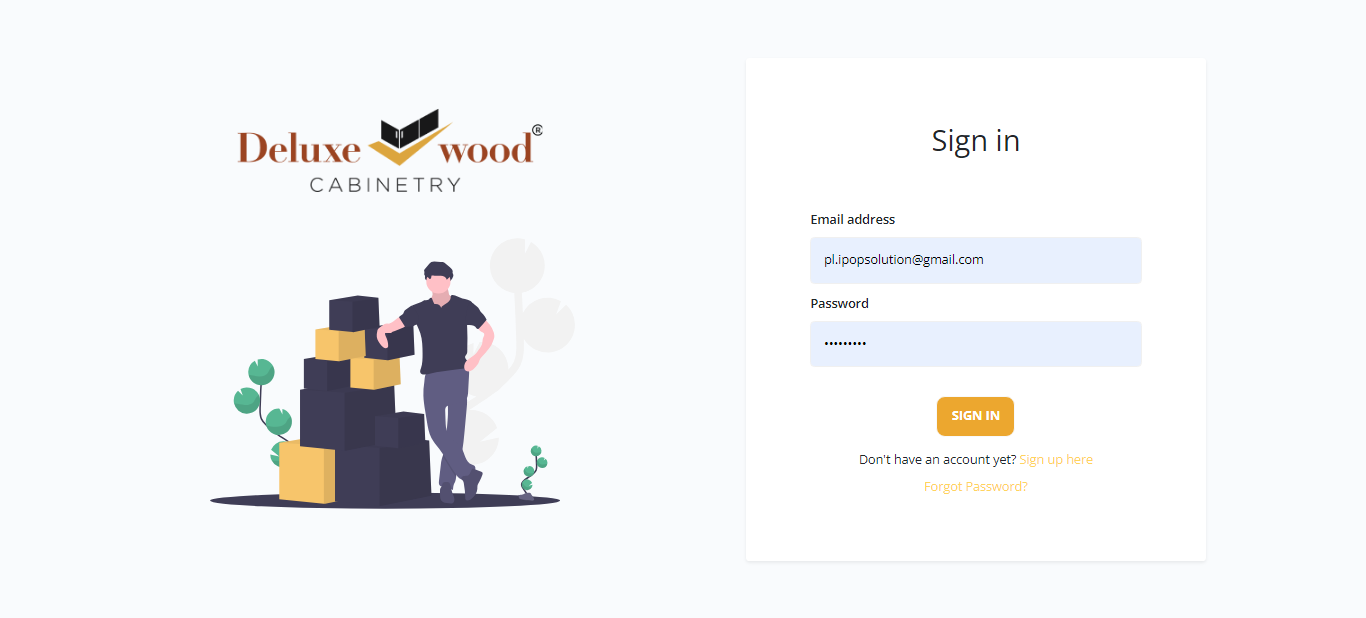 Deluxe wood®
CABINETRY
Sign in
Email address
pl.ipopsolution@gmail.com
Password
•••••••••
SIGN IN
Don't have an account yet? Sign up here
Forgot Password?